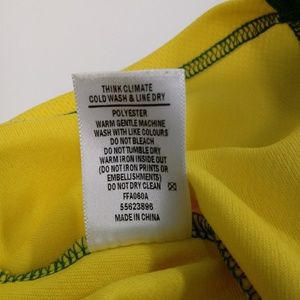 THINK CLIMATE
COLD WASH & LINE DRY
POLYESTER
WARM GENTLE MACHINE
WASH WITH LIKE COLOURS
DO NOT BLEACH
DO NOT TUMBLE DRY
WARM IRON INSIDE OUT
(DO NOT IRON PRINTS OR
EMBELLISHMENTS)
DO NOT DRY CLEAN
FFA060A
55623896
MADE IN CHINA